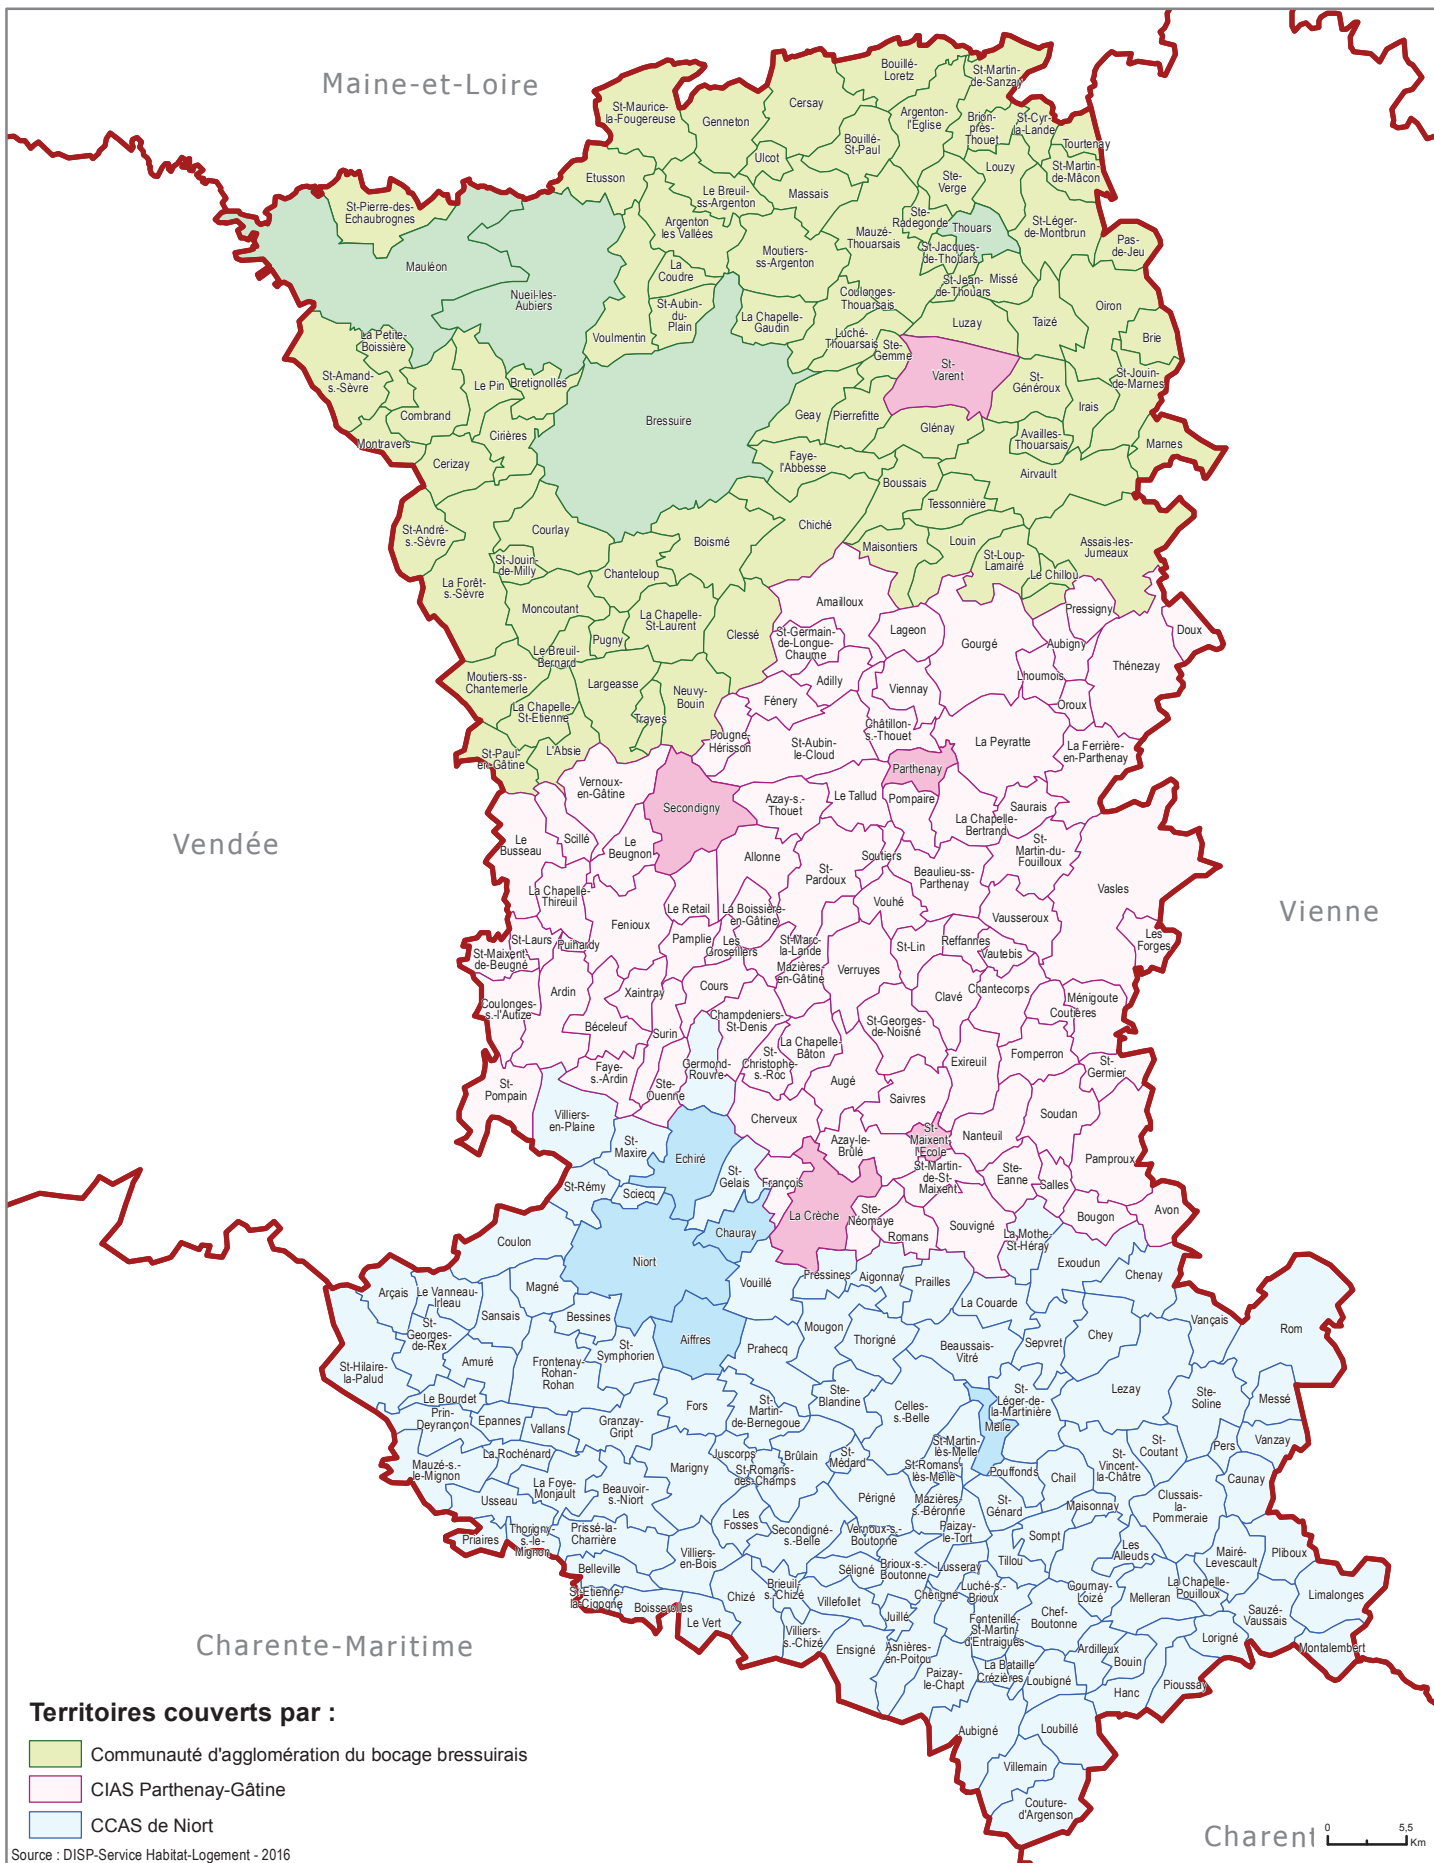 Maine-et-Loire
Bouillé-
Loretz
St-Martin-
de-Sanzay
St-Maurice-
la-Fougereuse
Genneton
Cersay
Argenton-
l'Église
Brion-
près-
Thouet
St-Cyr-
la-Lande
Bouillé-
St-Paul
Tourtenay
Ulcot
Louzy
St-Martin-
de-Mâcon
Etusson
Le Breuil-
ss-Argenton
Massais
Ste-
Verge
St-Pierre-des-
Echaubrognes
Argenton
les Vallées
Mauzé-
Thouarsais
Ste-
Radegonde
Thouars
St-Léger-
de-Montbrun
Pas-
de-Jeu
Moutiers-
ss-Argenton
St-Jacques-
de-Thouars
Mauléon
La
Coudre
St-Jean-
de-Thouars
Missé
Nueil-les-
Aubiers
St-Aubin-
du-
Plain
La Chapelle-
Gaudin
Coulonges-
Thouarsais
Oiron
Luzay
Taizé
La Petite-
Boissière
Voulmentin
Luché-
Thouarsais
Ste-
Gemme
Brie
St-Amand-
s.-Sèvre
Le Pin
Bretignolles
St-
Varent
St-
Généroux
St-Jouin-
de-Marnes
Combrand
Bressuire
Geay
Pierrefitte
Irais
Montravers
Cirières
Glénay
Availles-
Thouarsais
Marnes
Cerizay
Faye-
l'Abbesse
Airvault
Boussais
Tessonnière
St-André-
s.-Sèvre
Courlay
Boismé
Chiché
Maisontiers
Louin
Assais-les-
Jumeaux
St-Jouin-
de-Milly
Chanteloup
St-Loup-
Lamairé
Le Chillou
La Forêt-
s.-Sèvre
Moncoutant
La Chapelle-
St-Laurent
Clessé
Amailloux
Pressigny
Pugny
St-Germain-
de-Longue-
Chaume
Lageon
Gourgé
Aubigny
Doux
Le Breuil-
Bernard
Thénezay
Moutiers-ss-
Chantemerle
Largeasse
Neuvy-
Bouin
Adilly
Viennay
Lhoumois
Fénery
Oroux
La Chapelle-
St-Etienne
Trayes
Pougne-
Hérisson
St-Aubin-
le-Cloud
Châtillon-
s.-Thouet
La Peyratte
La Ferrière-
en-Parthenay
St-Paul-
en-Gâtine
L'Absie
Vernoux-
en-Gâtine
Parthenay
Secondigny
Azay-s.-
Thouet
Le Tallud
Pompaire
Saurais
La Chapelle-
Bertrand
Vendée
Le
Busseau
Scillé
Le
Beugnon
Allonne
St-
Pardoux
Soutiers
Beaulieu-ss-
Parthenay
St-
Martin-du-
Fouilloux
Vasles
La Chapelle-
Thireuil
Fenioux
Le Retail
La Boissière-
en-Gâtine
Vouhé
Vausseroux
Vienne
St-Laurs
Puihardy
Pamplie
Les
Groseillers
St-Marc-
la-Lande
St-Lin
Reffannes
Vautebis
Les
Forges
St-Maixent-
de-Beugné
Mazières-
en-Gâtine
Verruyes
Coulonges-
s.-l'Autize
Ardin
Xaintray
Cours
Clavé
Chantecorps
Ménigoute
Coutières
Béceleuf
Surin
Champdeniers-
St-Denis
La Chapelle-
Bâton
St-Georges-
de-Noisné
Fomperron
St-
Germier
St-
Pompain
Faye-
s.-Ardin
Ste-
Ouenne
Germond-
Rouvre
St-
Christophe-
s.-Roc
Augé
Exireuil
Saivres
Soudan
Villiers-
en-Plaine
Cherveux
St-
Maxire
Echiré
St-
Gelais
Azay-le-
Brûlé
St-
Maixent-
l'École
Nanteuil
Pamproux
St-Rémy
Sciecq
François
St-Martin-
de-St-
Maixent
Ste-
Eanne
Salles
Chauray
La Crèche
Ste-
Néomaye
Romans
Souvigné
Bougon
Avon
La Mothe-
St-Héray
Coulon
Niort
Vouillé
Pressines
Aigonnay
Prailles
Exoudun
Chenay
Arçais
Le Vanneau-
Irleau
Magné
Sansais
Bessines
La Couarde
St-
Georges-
de-Rex
St-
Symphorien
Aiffres
Prahecq
Mougon
Thorigné
Beaussais-
Vitré
Sepvret
Chey
Vançais
Rom
St-Hilaire-
la-Palud
Amuré
Frontenay-
Rohan-
Rohan
Le Bourdet
Fors
St-
Martin-
de-Bernegoue
Ste-
Blandine
Celles-
s.-Belle
St-
Léger-de-
la-Martinière
Lezay
Ste-
Soline
Messé
Prin-
Deyrançon
Epannes
Vallans
Granzay-
Gript
Melle
Vanzay
La Rochénard
Juscorps
Brûlain
St-
Médard
St-Martin-
lès-Melle
St-
Coutant
Pers
Mauzé-s.-
le-Mignon
Marigny
St-Romans-
des-Champs
St-Romans-
lès-Melle
Pouffonds
Chail
St-
Vincent-
la-Châtre
Caunay
Usseau
La Foye-
Monjault
Beauvoir-
s.-Niort
Périgné
Mazières-
s.-Béronne
St-
Génard
Maisonnay
Clussais-
la-
Pommeraie
Les
Fosses
Priaires
Thorigny-
s.-le-
Mignon
Prissé-la-
Charrière
Secondigné-
s.-Belle
Vernoux-s.-
Boutonne
Paizay-
le-Tort
Sompt
Les
Alleuds
Mairé-
Levescault
Pliboux
Belleville
Villiers-
en-Bois
Séligné
Brioux-s.-
Boutonne
Lusseray
Tillou
St-Etienne-
la-Cigogne
Boisserolles
Chizé
Brieuil-
s.-Chizé
Villefollet
Chérigné
Luché-s.-
Brioux
Gournay-
Loizé
Melleran
La Chapelle-
Pouilloux
Limalonges
Le Vert
Juillé
Fontenille-
St-Martin-
d'Entraigues
Chef-
Boutonne
Sauzé-
Vaussais
Charente-Maritime
Villiers-
s.-Chizé
Ensigné
Asnières-
en-Poitou
Ardilleux
Lorigné
Montalembert
Paizay-
le-Chapt
La Bataille
Crézières
Loubigné
Bouin
Hanc
Pioussay
Aubigné
Loubillé
Villemain
Couture-
d'Argenson
Charent
Territoires couverts par :
Communauté d'agglomération du bocage bressuirais
CIAS Parthenay-Gâtine
CCAS de Niort
Source : DISP-Service Habitat-Logement - 2016
0 5,5
Km